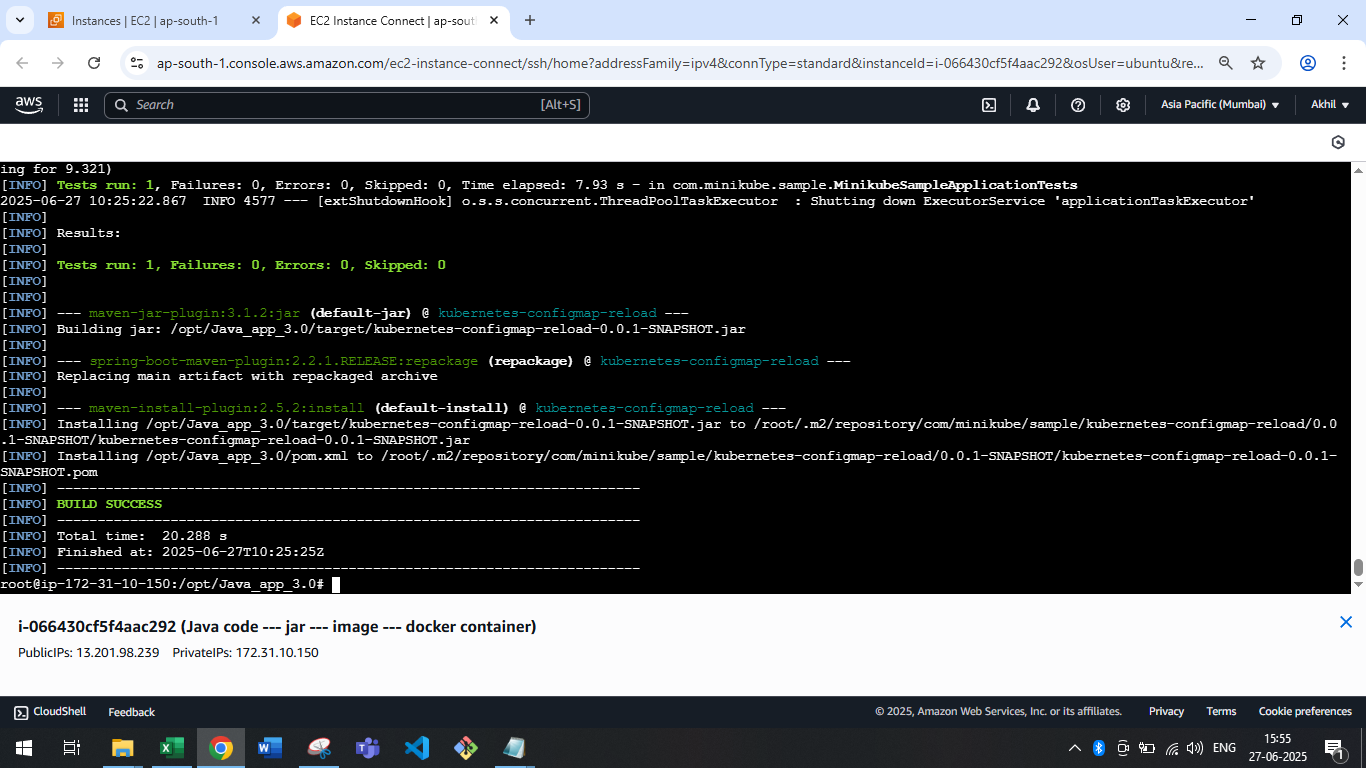 Instances | EC2 | ap-south-1
EC2 Instance Connect | ap-sou
ap-south-1.console.aws.amazon.com/ec2-instance-connect/ssh/home?addressFamily=ipv4&connType=standard&instanceId=i-066430cf5f4aac292&osUser=ubuntu&re...
aws
Search
[Alt+S]
Asia Pacific (Mumbai)
Akhil
ing for 9.321)
[INFO] Tests run: 1, Failures: 0, Errors: 0, Skipped: 0, Time elapsed: 7.93 s - in com.minikube.sample.MinikubeSampleApplicationTests
2025-06-27 10:25:22.867  INFO 4577 --- [extShutdownHook] o.s.s.concurrent.ThreadPoolTaskExecutor  : Shutting down ExecutorService 'applicationTaskExecutor'
[INFO]
[INFO] Results:
[INFO]
[INFO] Tests run: 1, Failures: 0, Errors: 0, Skipped: 0
[INFO]
[INFO]
[INFO] --- maven-jar-plugin:3.1.2:jar (default-jar) @ kubernetes-configmap-reload ---
[INFO] Building jar: /opt/Java_app_3.0/target/kubernetes-configmap-reload-0.0.1-SNAPSHOT.jar
[INFO]
[INFO] --- spring-boot-maven-plugin:2.2.1.RELEASE:repackage (repackage) @ kubernetes-configmap-reload ---
[INFO] Replacing main artifact with repackaged archive
[INFO]
[INFO] --- maven-install-plugin:2.5.2:install (default-install) @ kubernetes-configmap-reload ---
[INFO] Installing /opt/Java_app_3.0/target/kubernetes-configmap-reload-0.0.1-SNAPSHOT.jar to /root/.m2/repository/com/minikube/sample/kubernetes-configmap-reload/0.0
.1-SNAPSHOT/kubernetes-configmap-reload-0.0.1-SNAPSHOT.jar
[INFO] Installing /opt/Java_app_3.0/pom.xml to /root/.m2/repository/com/minikube/sample/kubernetes-configmap-reload/0.0.1-SNAPSHOT/kubernetes-configmap-reload-0.0.1-
SNAPSHOT.pom
[INFO] ------------------------------------------------------------------------
[INFO] BUILD SUCCESS
[INFO] ------------------------------------------------------------------------
[INFO] Total time:  20.288 s
[INFO] Finished at: 2025-06-27T10:25:25Z
[INFO] ------------------------------------------------------------------------
root@ip-172-31-10-150:/opt/Java_app_3.0#
i-066430cf5f4aac292 (Java code --- jar --- image --- docker container)
PublicIPs: 13.201.98.239    PrivateIPs: 172.31.10.150
CloudShell
Feedback
© 2025, Amazon Web Services, Inc. or its affiliates.
Privacy
Terms
Cookie preferences
ENG
15:55
27-06-2025
1